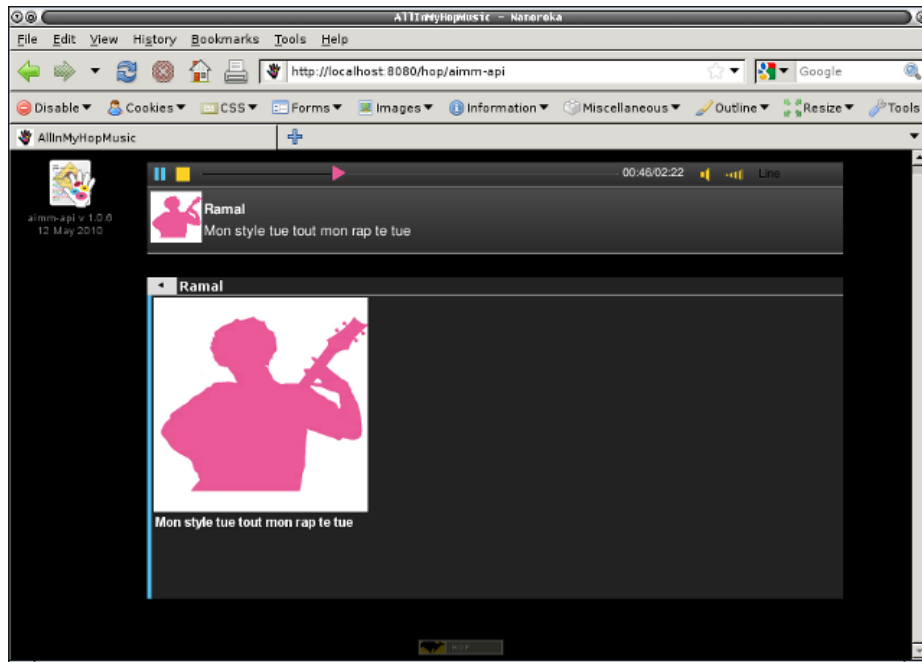 AllInMyHopMusic - Namoroka
File Edit View History Bookmarks Tools Help
http://localhost:8080/hop/aimm-api Google
Disable Cookies CSS Forms Images Information Miscellaneous Outline Resize Tools
AllInMyHopMusic
aimm-api v 1.0.6
12 May 2010
00:46/02:22 Line
Ramal
Mon style tue tout mon rap te tue
Ramal
Mon style tue tout mon rap te tue
HOP